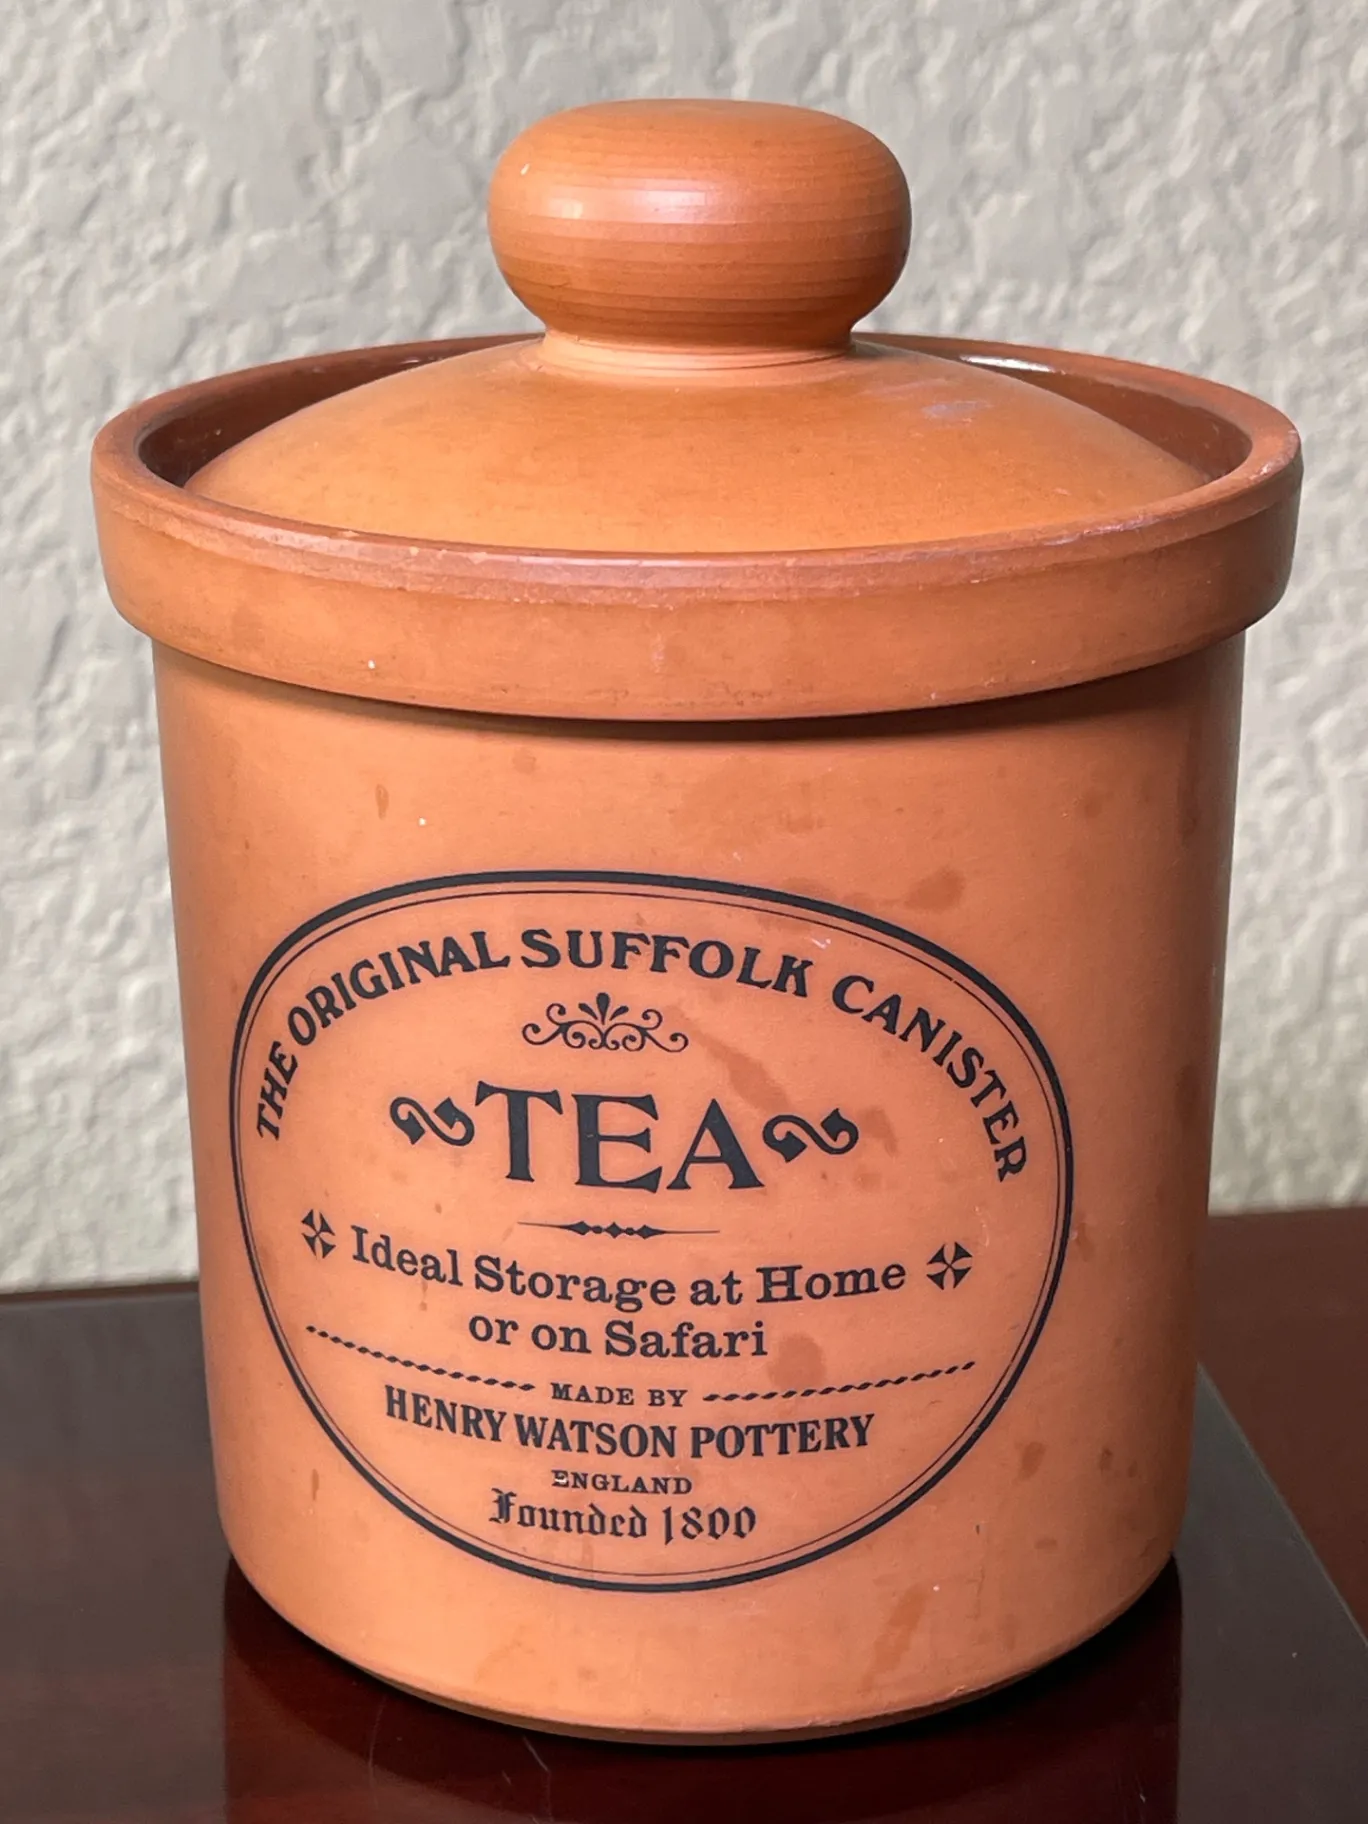 THE ORIGINAL SUFFOLK CANISTER
TEA
Ideal Storage at Home
or on Safari
MADE BY
HENRY WATSON POTTERY
ENGLAND
Founded 1800